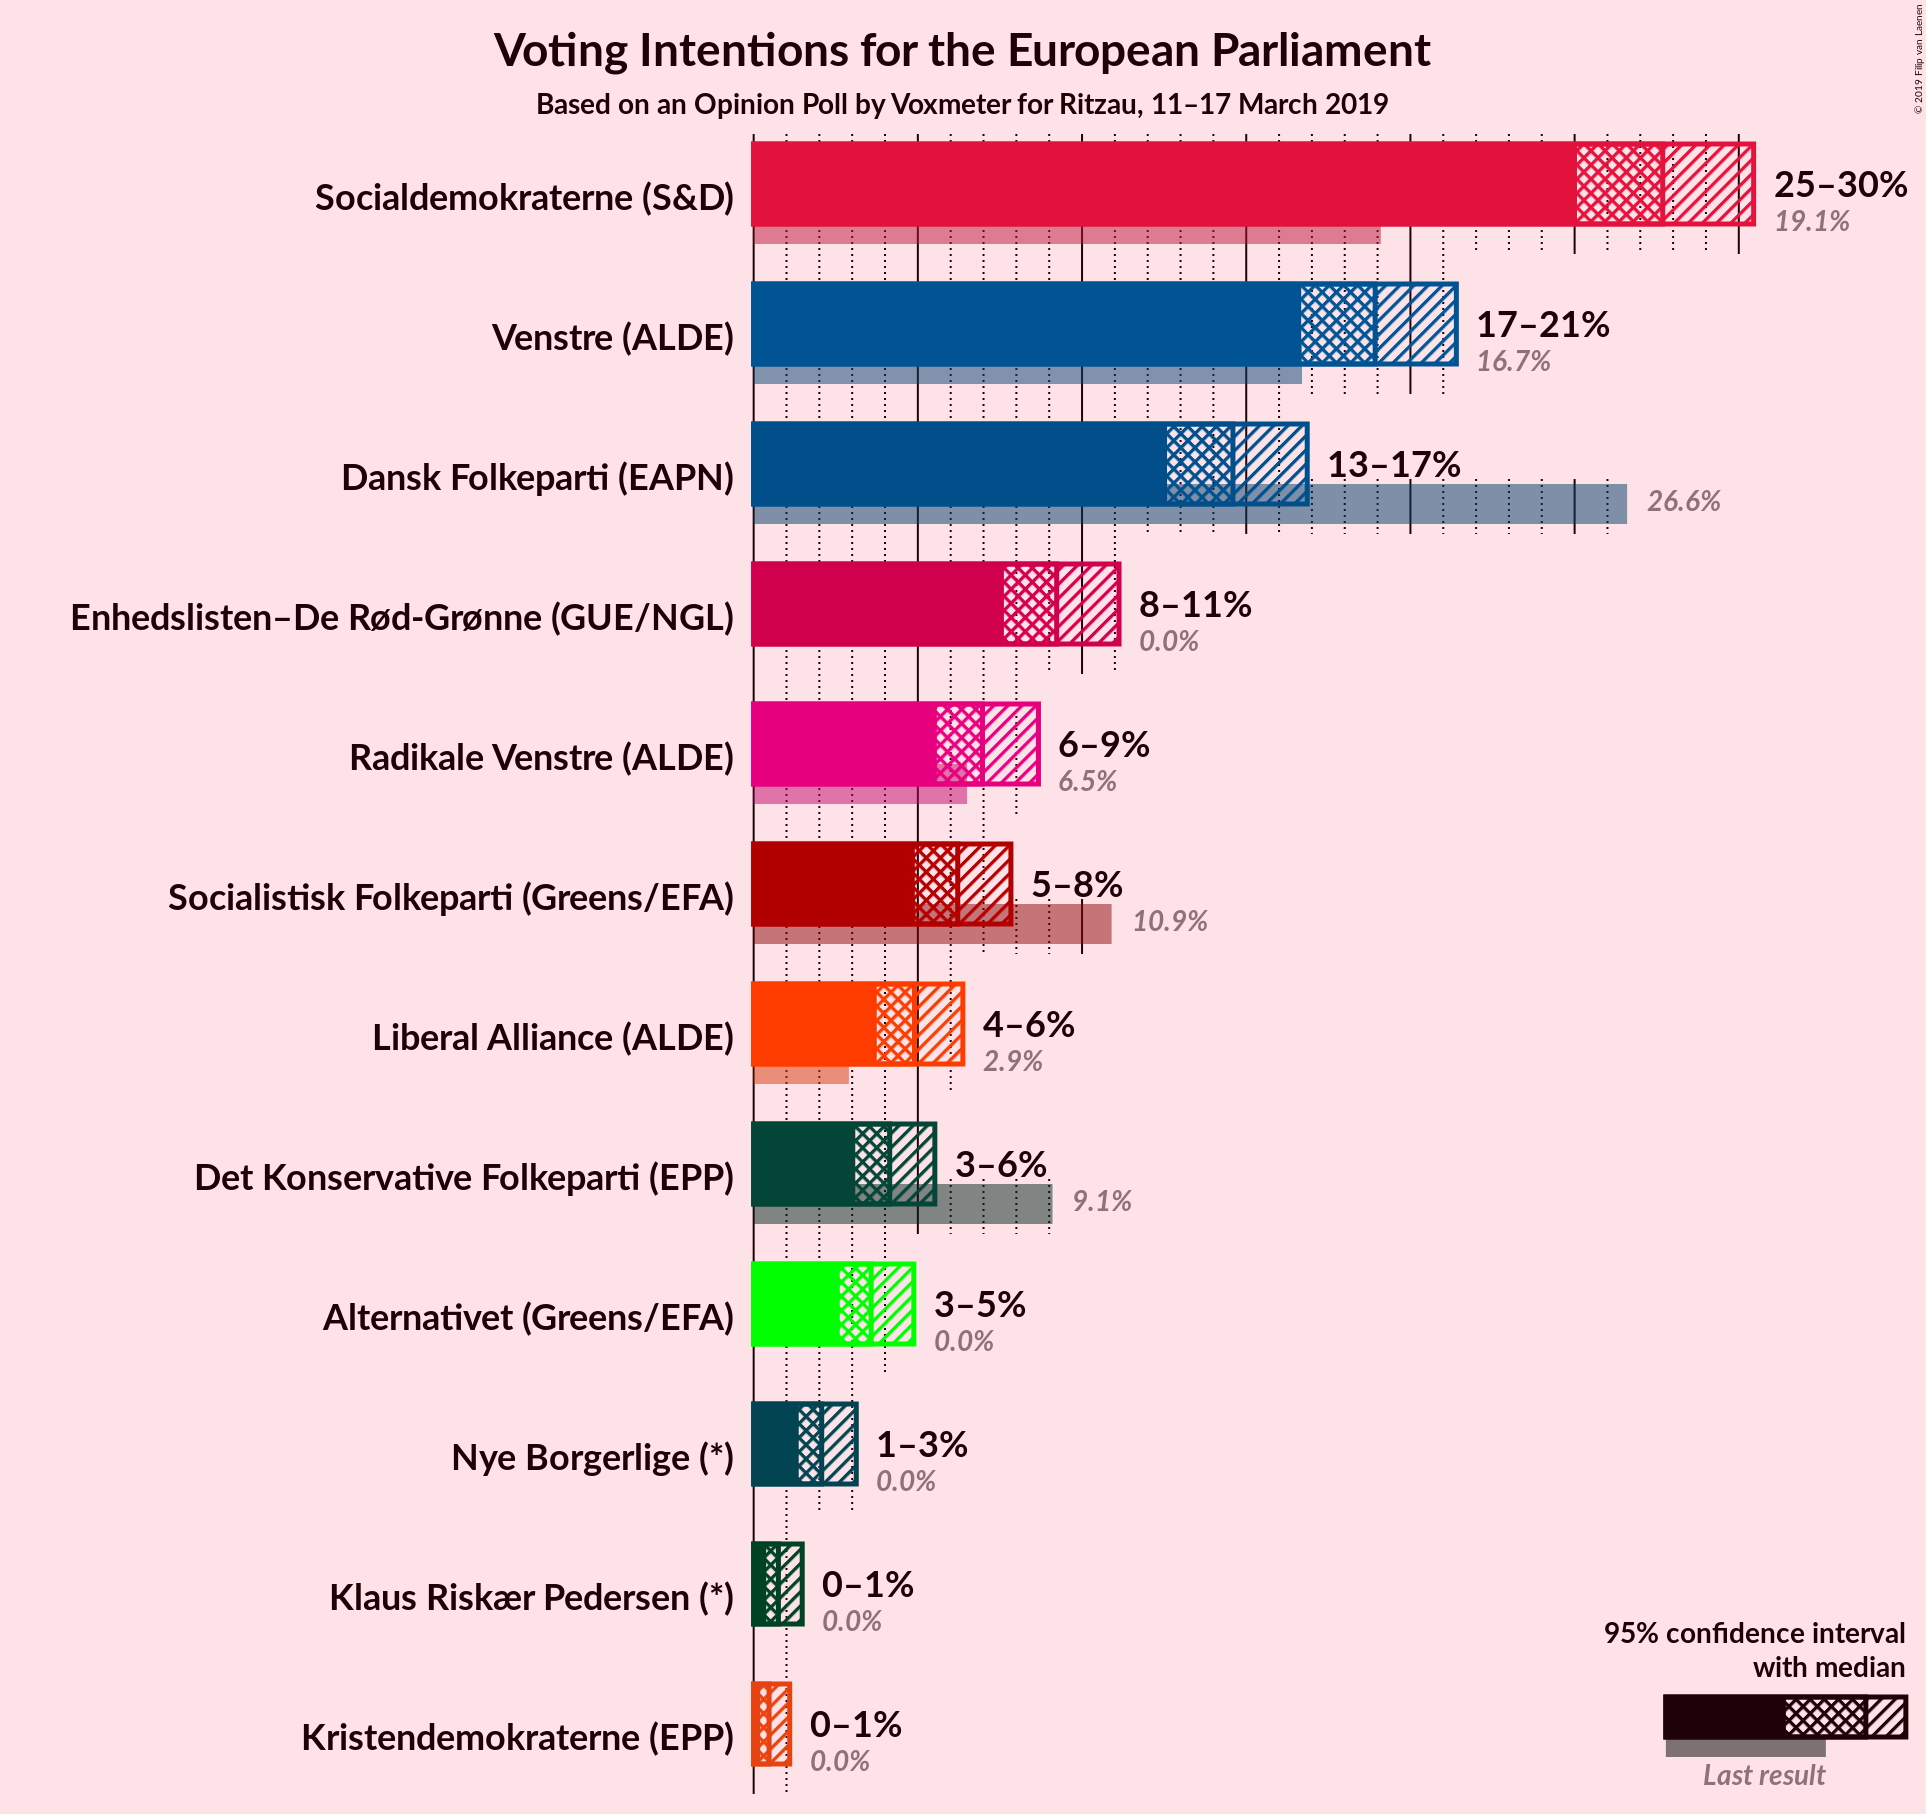 Voting Intentions for the European Parliament
Based on an Opinion Poll by Voxmeter for Ritzau, 11–17 March 2019
© 2019 Filip van Laenen
Socialdemokraterne (S&D)
25–30%
19.1%
Venstre (ALDE)
17–21%
16.7%
Dansk Folkeparti (EAPN)
13–17%
26.6%
Enhedslisten–De Rød-Grønne (GUE/NGL)
8–11%
0.0%
Radikale Venstre (ALDE)
6–9%
6.5%
Socialistisk Folkeparti (Greens/EFA)
5–8%
10.9%
Liberal Alliance (ALDE)
4–6%
2.9%
Det Konservative Folkeparti (EPP)
3–6%
9.1%
Alternativet (Greens/EFA)
3–5%
0.0%
Nye Borgerlige (*)
1–3%
0.0%
Klaus Riskær Pedersen (*)
0–1%
0.0%
Kristendemokraterne (EPP)
0–1%
0.0%
95% confidence interval
with median
Last result